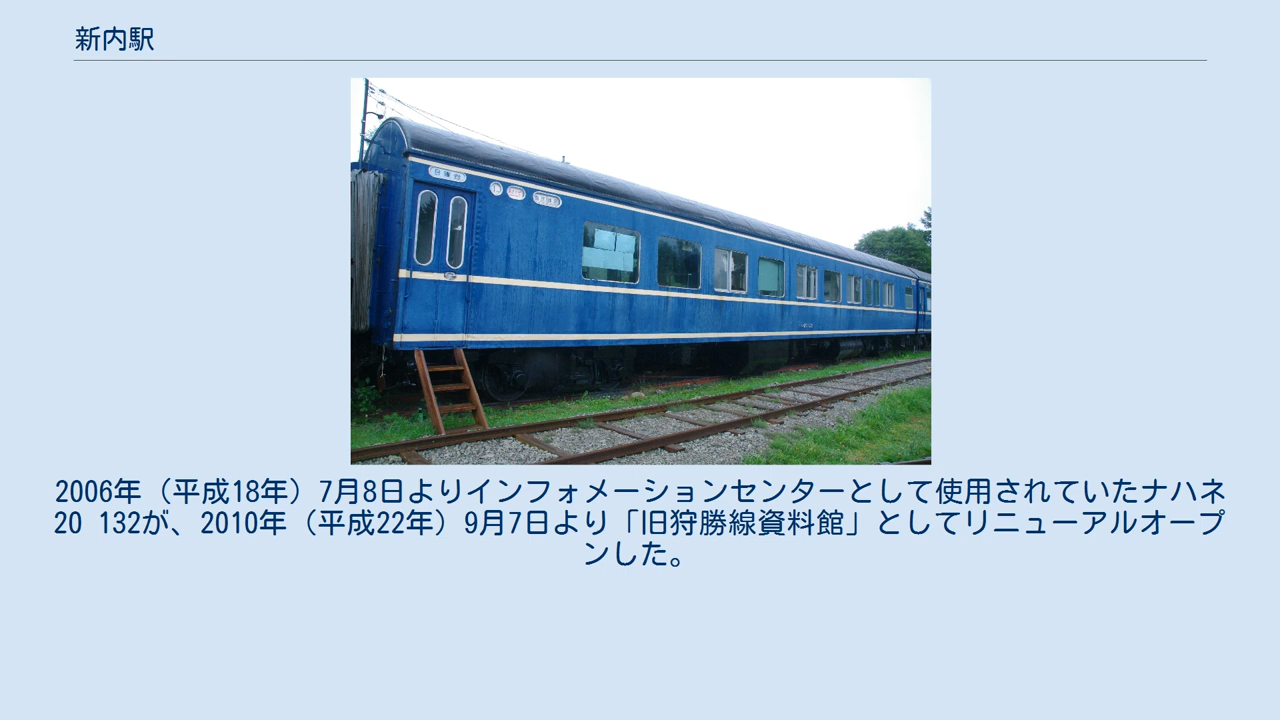 新内駅
2006年（平成18年）7月8日よりインフォメーションセンターとして使用されていたナハネ
20 132が、2010年（平成22年）9月7日より「旧狩勝線資料館」としてリニューアルオープ
ンした。